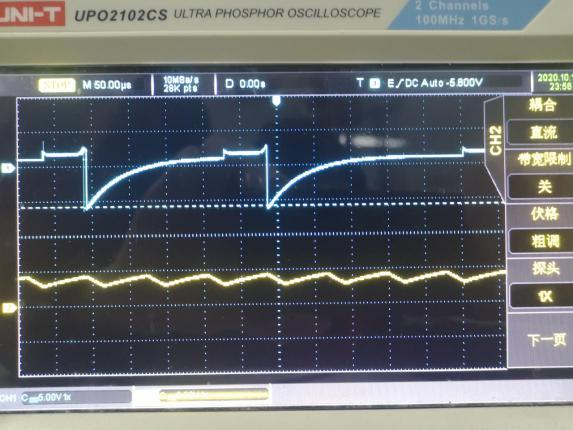 UNI-T UPO2102CS ULTRA PHOSPHOR OSCILLOSCOPE
2 Channels
100MHz 1GS/s
STOP M 50.00μs 10MSa/s
28K pts D 0.00s T E DC Auto -5.800V 2020.10.
23:56
CH2
耦合
直流
带宽限制
关
伏格
粗调
探头
1X
下一页
CH1 5.00V 1x